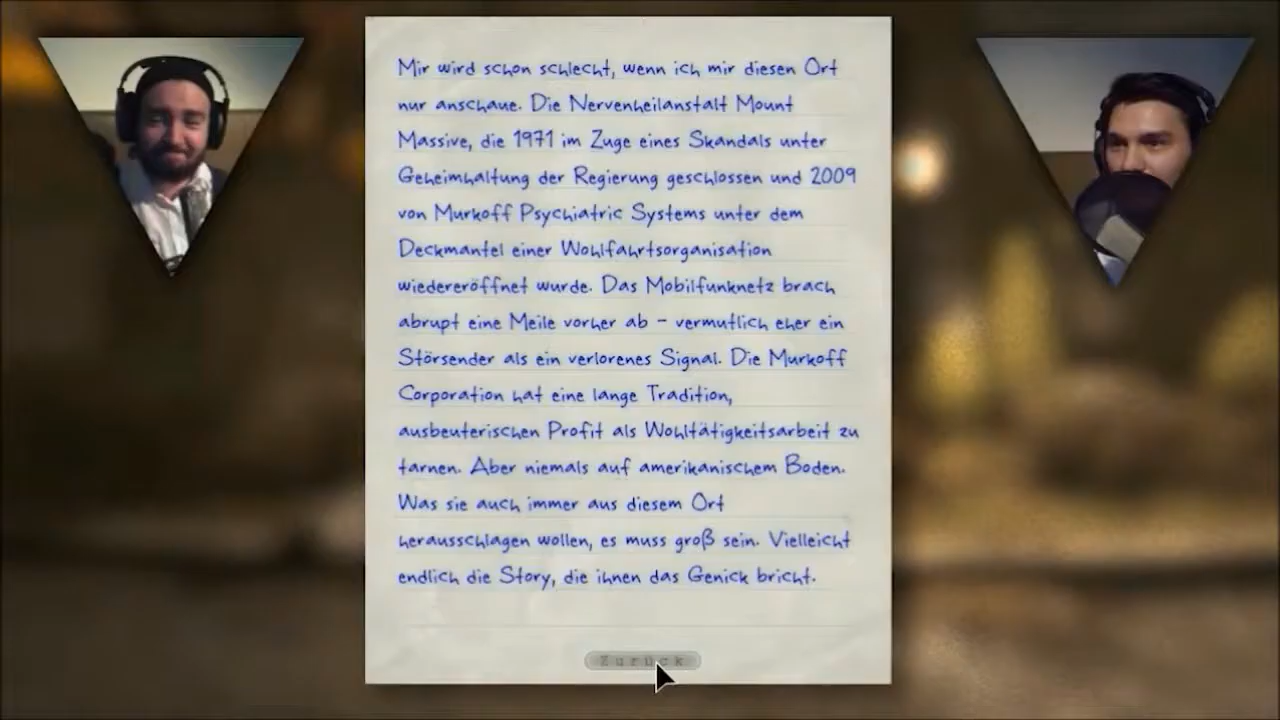 Mir wird schon schlecht, wenn ich mir diesen Ort
nur anschaue. Die Nervenheilanstalt Mount
Massive, die 1971 im Zuge eines Skandals unter
Geheimhaltung der Regierung geschlossen und 2009
von Murkoff Psychiatric Systems unter dem
Deckmantel einer Wohlfahrtsorganisation
wiedereröffnet wurde. Das Mobilfunknetz brach
abrupt eine Meile vorher ab - vermutlich eher ein
Störsender als ein verlorenes Signal. Die Murkoff
Corporation hat eine lange Tradition,
ausbeuterischen Profit als Wohltätigkeitsarbeit zu
tarnen. Aber niemals auf amerikanischem Boden.
Was sie auch immer aus diesem Ort
herausschlagen wollen, es muss groß sein. Vielleicht
endlich die Story, die ihnen das Genick bricht.
Zurück